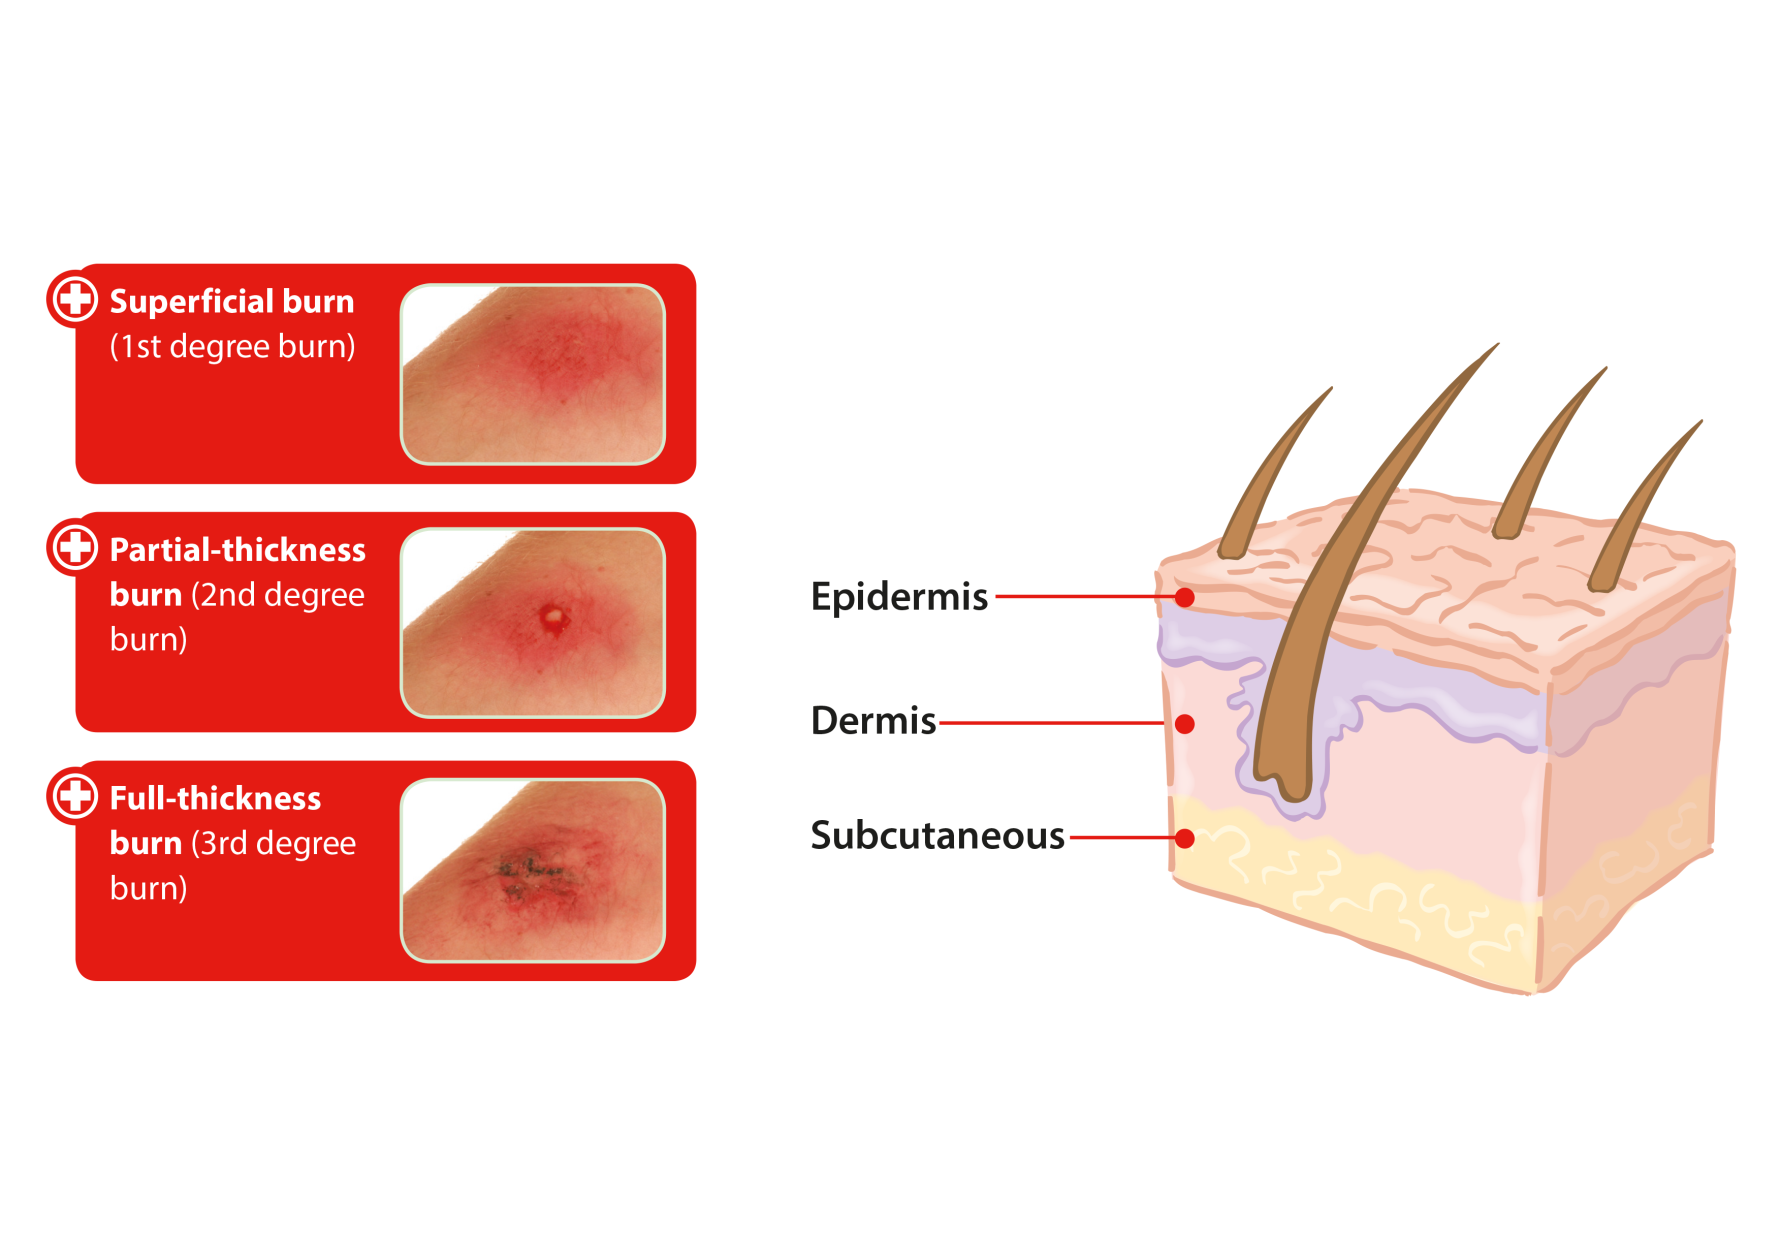 Superficial burn
(1st degree burn)
Partial-thickness
burn (2nd degree
burn)
Full-thickness
burn (3rd degree
burn)
Epidermis
Dermis
Subcutaneous